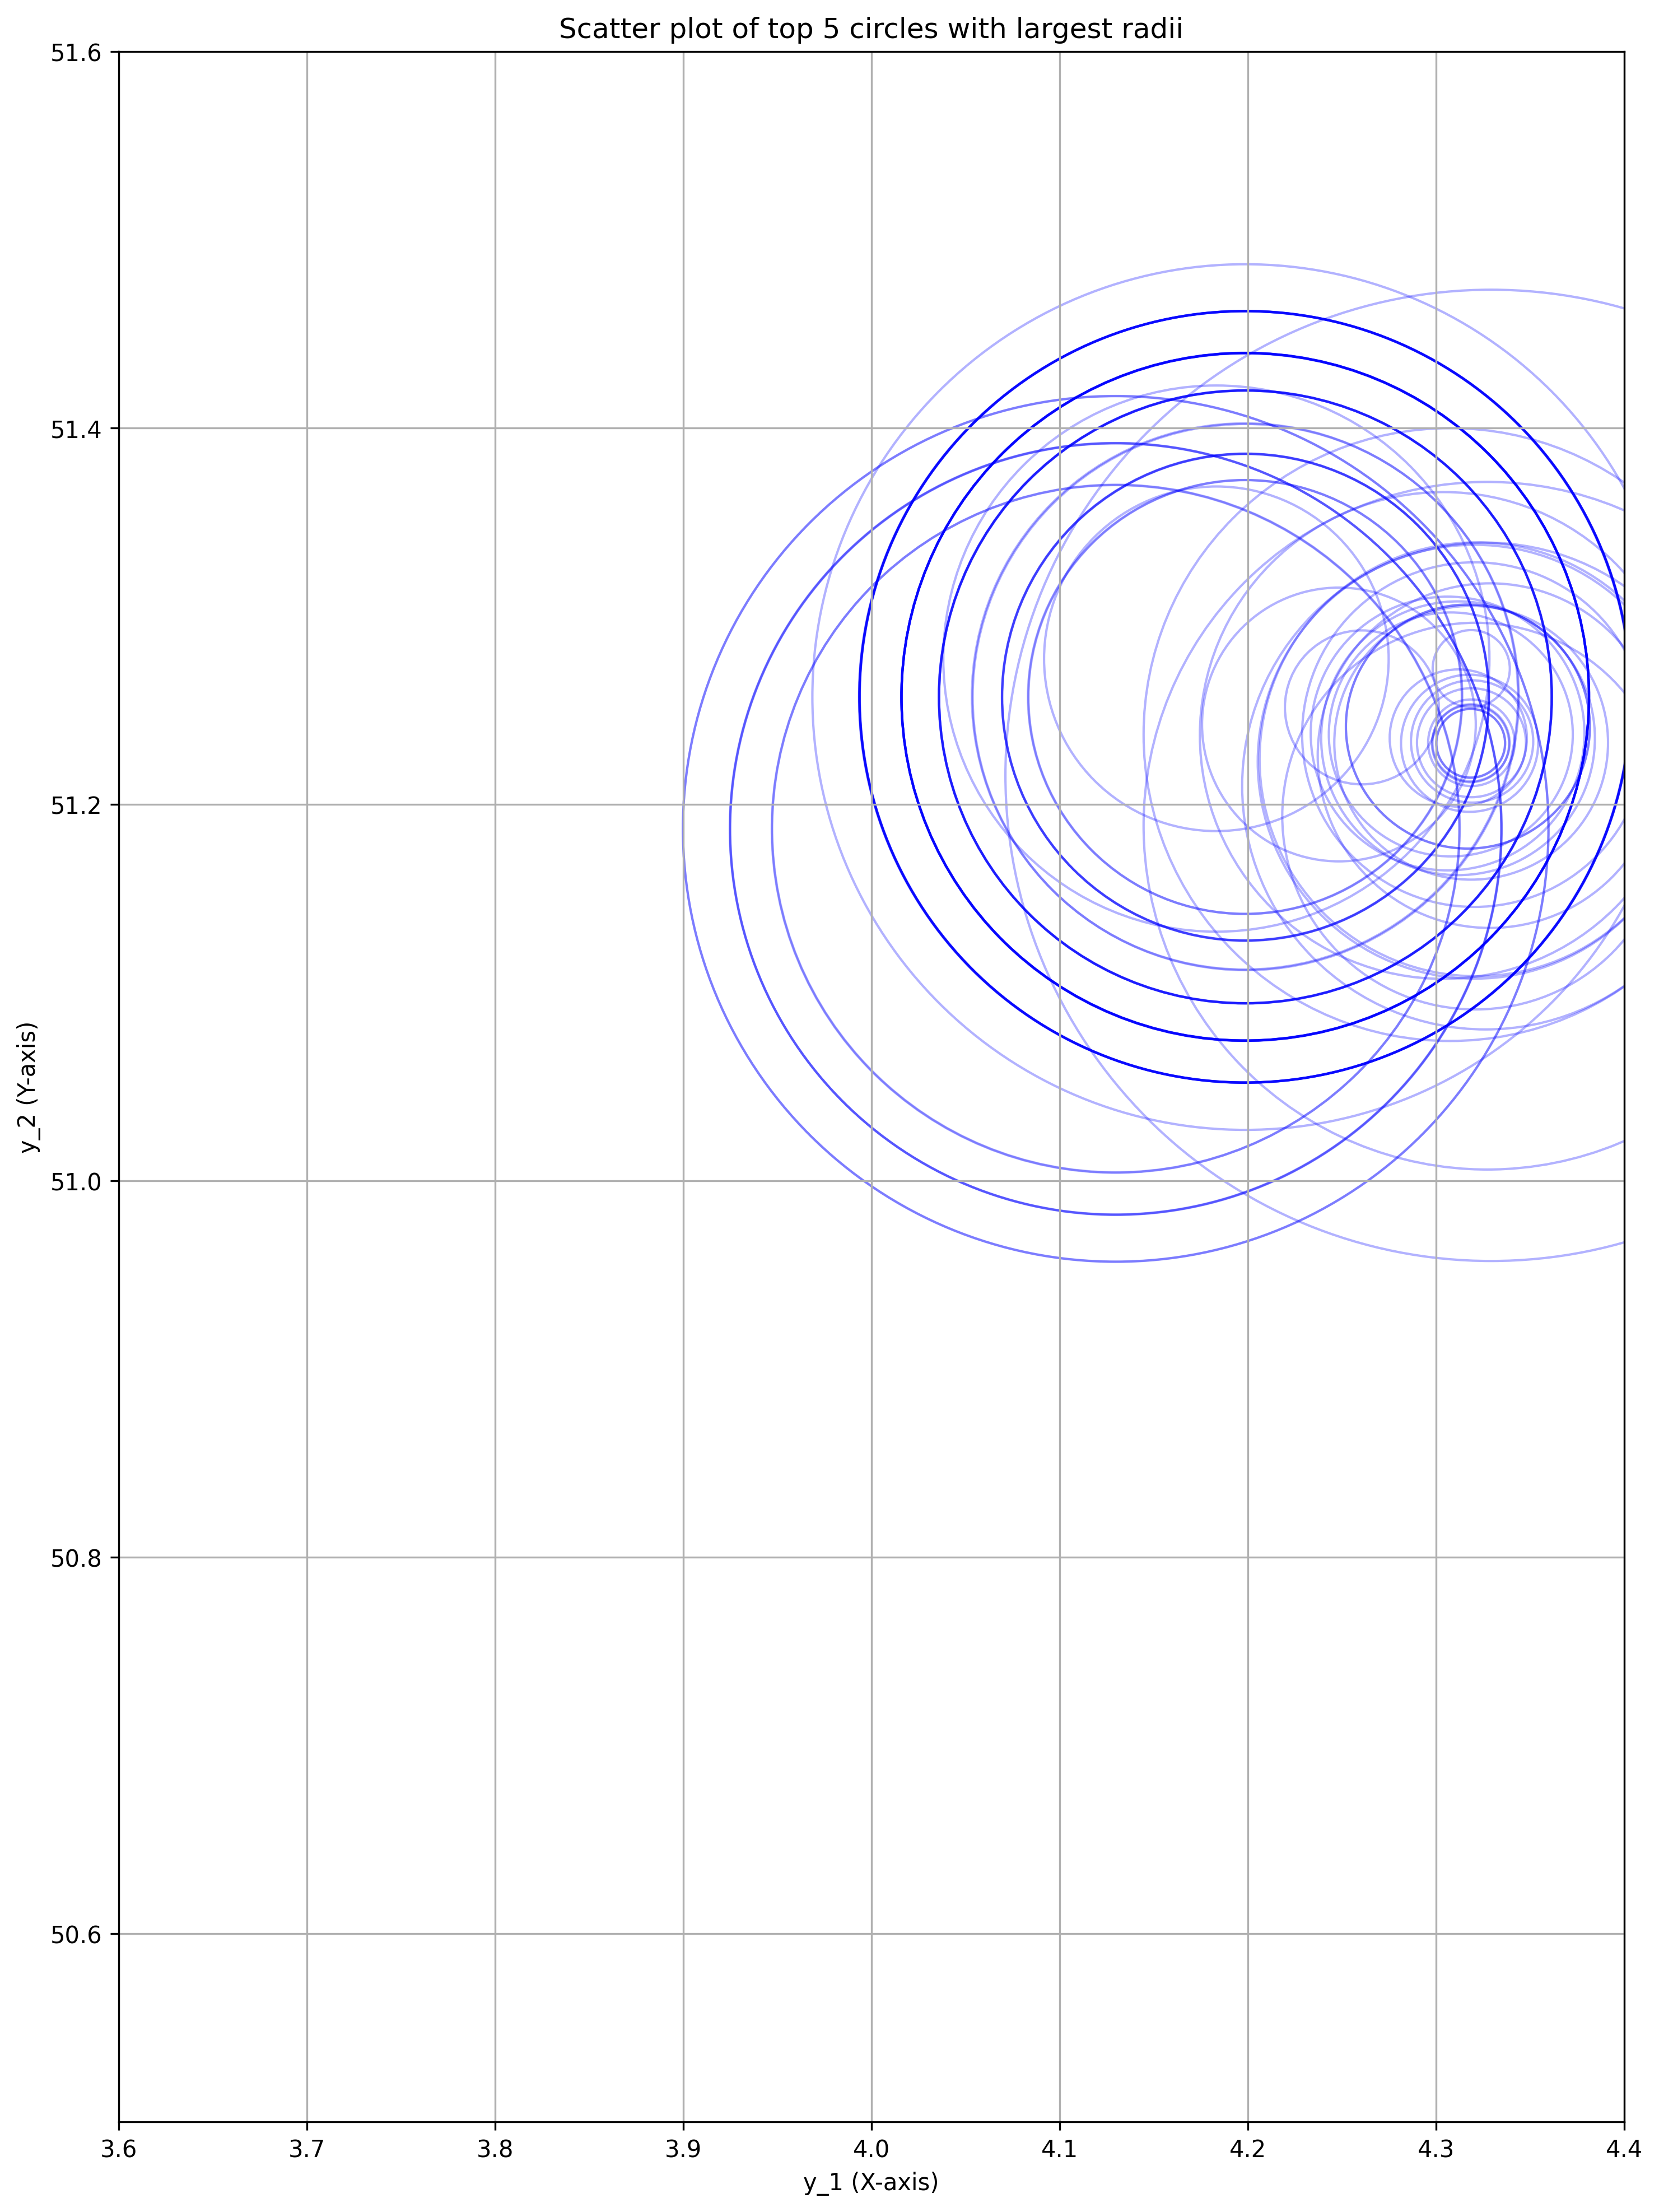 Scatter plot of top 5 circles with largest radii
51.6
51.4
51.2
51.0
50.8
50.6
y_2 (Y-axis)
3.6 3.7 3.8 3.9 4.0 4.1 4.2 4.3 4.4
y_1 (X-axis)